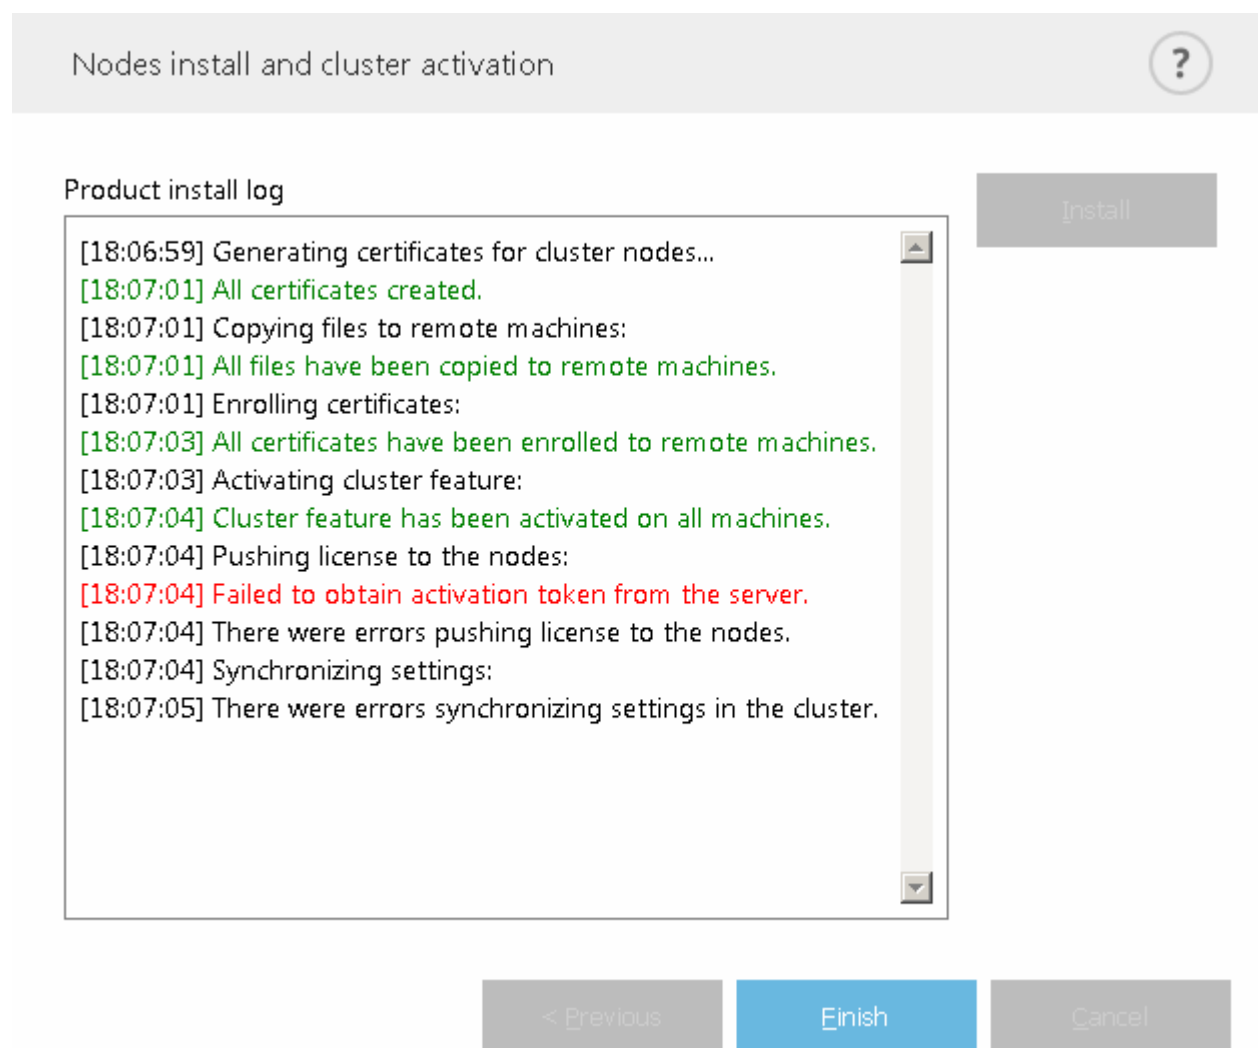 Nodes install and cluster activation
?
Product install log
Install
[18:06:59] Generating certificates for cluster nodes...
[18:07:01] All certificates created.
[18:07:01] Copying files to remote machines:
[18:07:01] All files have been copied to remote machines.
[18:07:01] Enrolling certificates:
[18:07:03] All certificates have been enrolled to remote machines.
[18:07:03] Activating cluster feature:
[18:07:04] Cluster feature has been activated on all machines.
[18:07:04] Pushing license to the nodes:
[18:07:04] Failed to obtain activation token from the server.
[18:07:04] There were errors pushing license to the nodes.
[18:07:04] Synchronizing settings:
[18:07:05] There were errors synchronizing settings in the cluster.
< Previous
Finish
Cancel